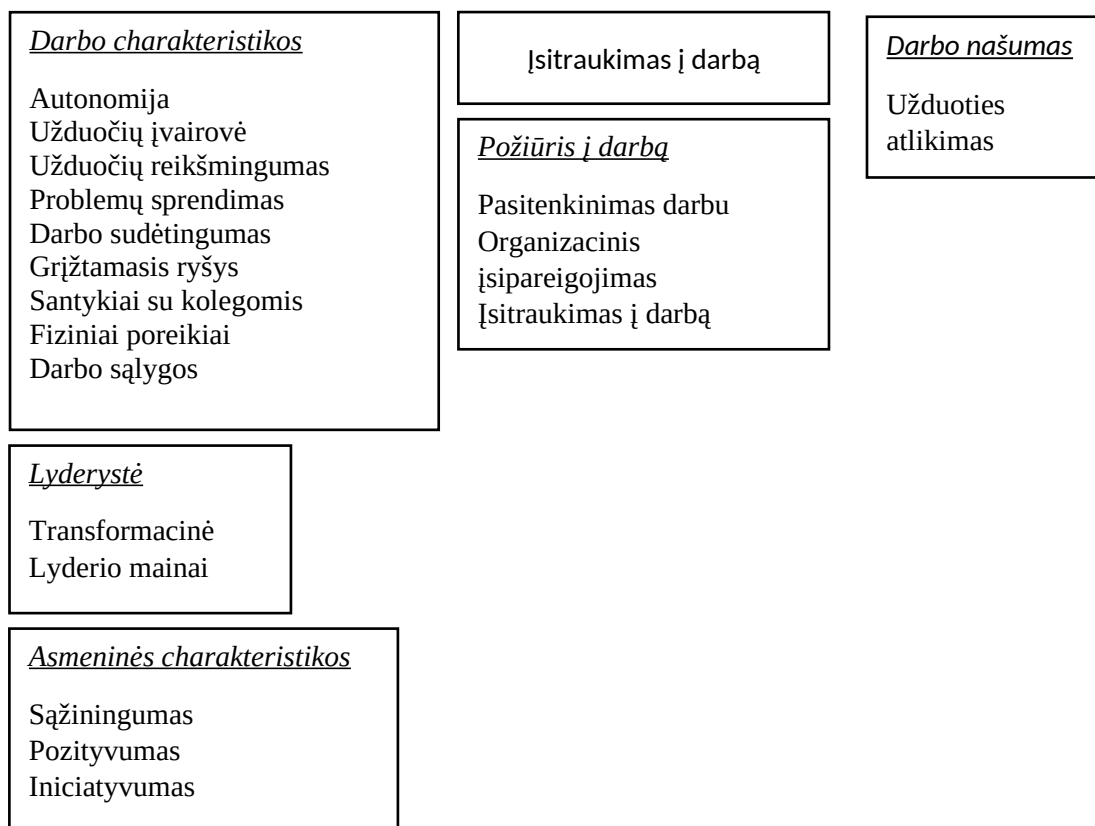 Darbo charakteristikos
Autonomija
Užduočių įvairovė
Užduočių reikšmingumas
Problemų sprendimas
Darbo sudėtingumas
Grįžtamasis ryšys
Santykiai su kolegomis
Fiziniai poreikiai
Darbo sąlygos
Įsitraukimas į darbą
Požiūris į darbą
Pasitenkinimas darbu
Organizacinis
įsipareigojimas
Įsitraukimas į darbą
Darbo našumas
Užduoties
atlikimas
Lyderystė
Transformacinė
Lyderio mainai
Asmeninės charakteristikos
Sąžiningumas
Pozityvumas
Iniciatyvumas